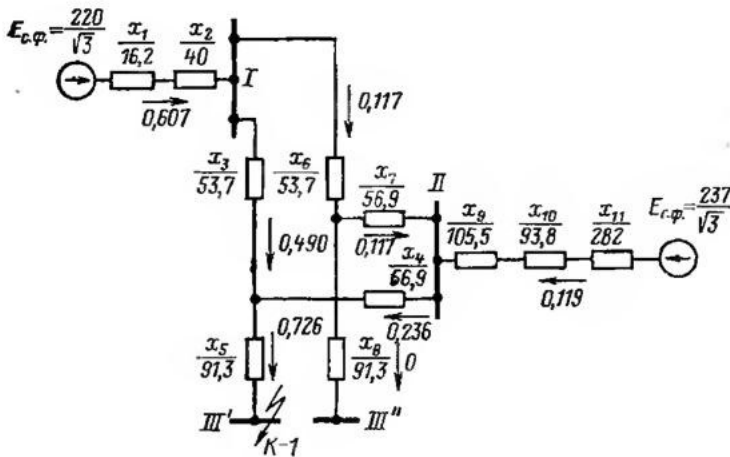 E с.ф. = 220/√3
x₁/16,2
x₂/40
I
0,607
0,117
x₃/53,7
x₆/53,7
x₇/56,9
II
x₉/105,5
x₁₀/93,8
x₁₁/282
E г.ф. = 237/√3
0,490
0,117
x₄/56,9
0,119
0,726
0,236
x₅/91,3
x₈/91,3
0
III'
К-1
III"